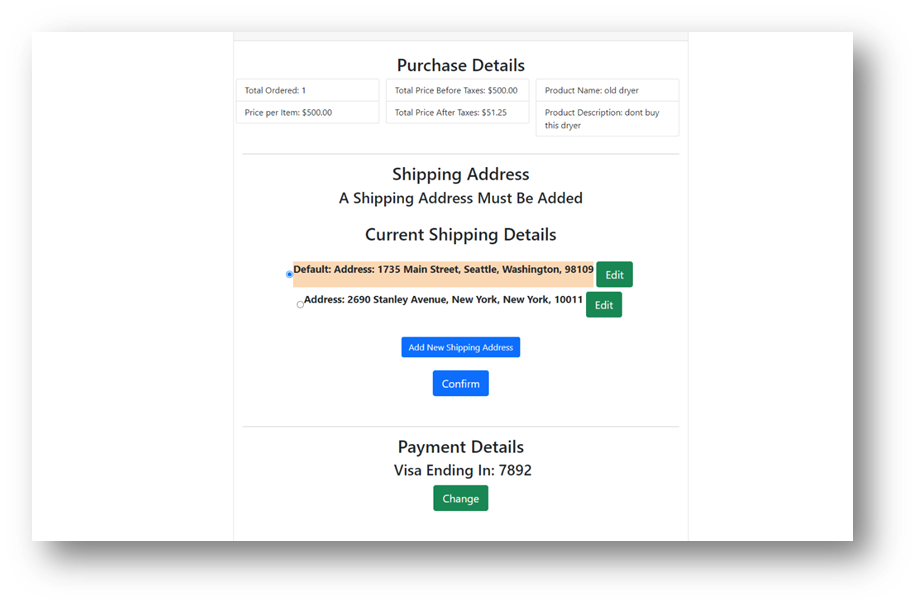 Purchase Details
Total Ordered: 1
Price per Item: $500.00
Total Price Before Taxes: $500.00
Total Price After Taxes: $51.25
Product Name: old dryer
Product Description: dont buy
this dryer
Shipping Address
A Shipping Address Must Be Added
Current Shipping Details
Default: Address: 1735 Main Street, Seattle, Washington, 98109
Edit
Address: 2690 Stanley Avenue, New York, New York, 10011
Edit
Add New Shipping Address
Confirm
Payment Details
Visa Ending In: 7892
Change